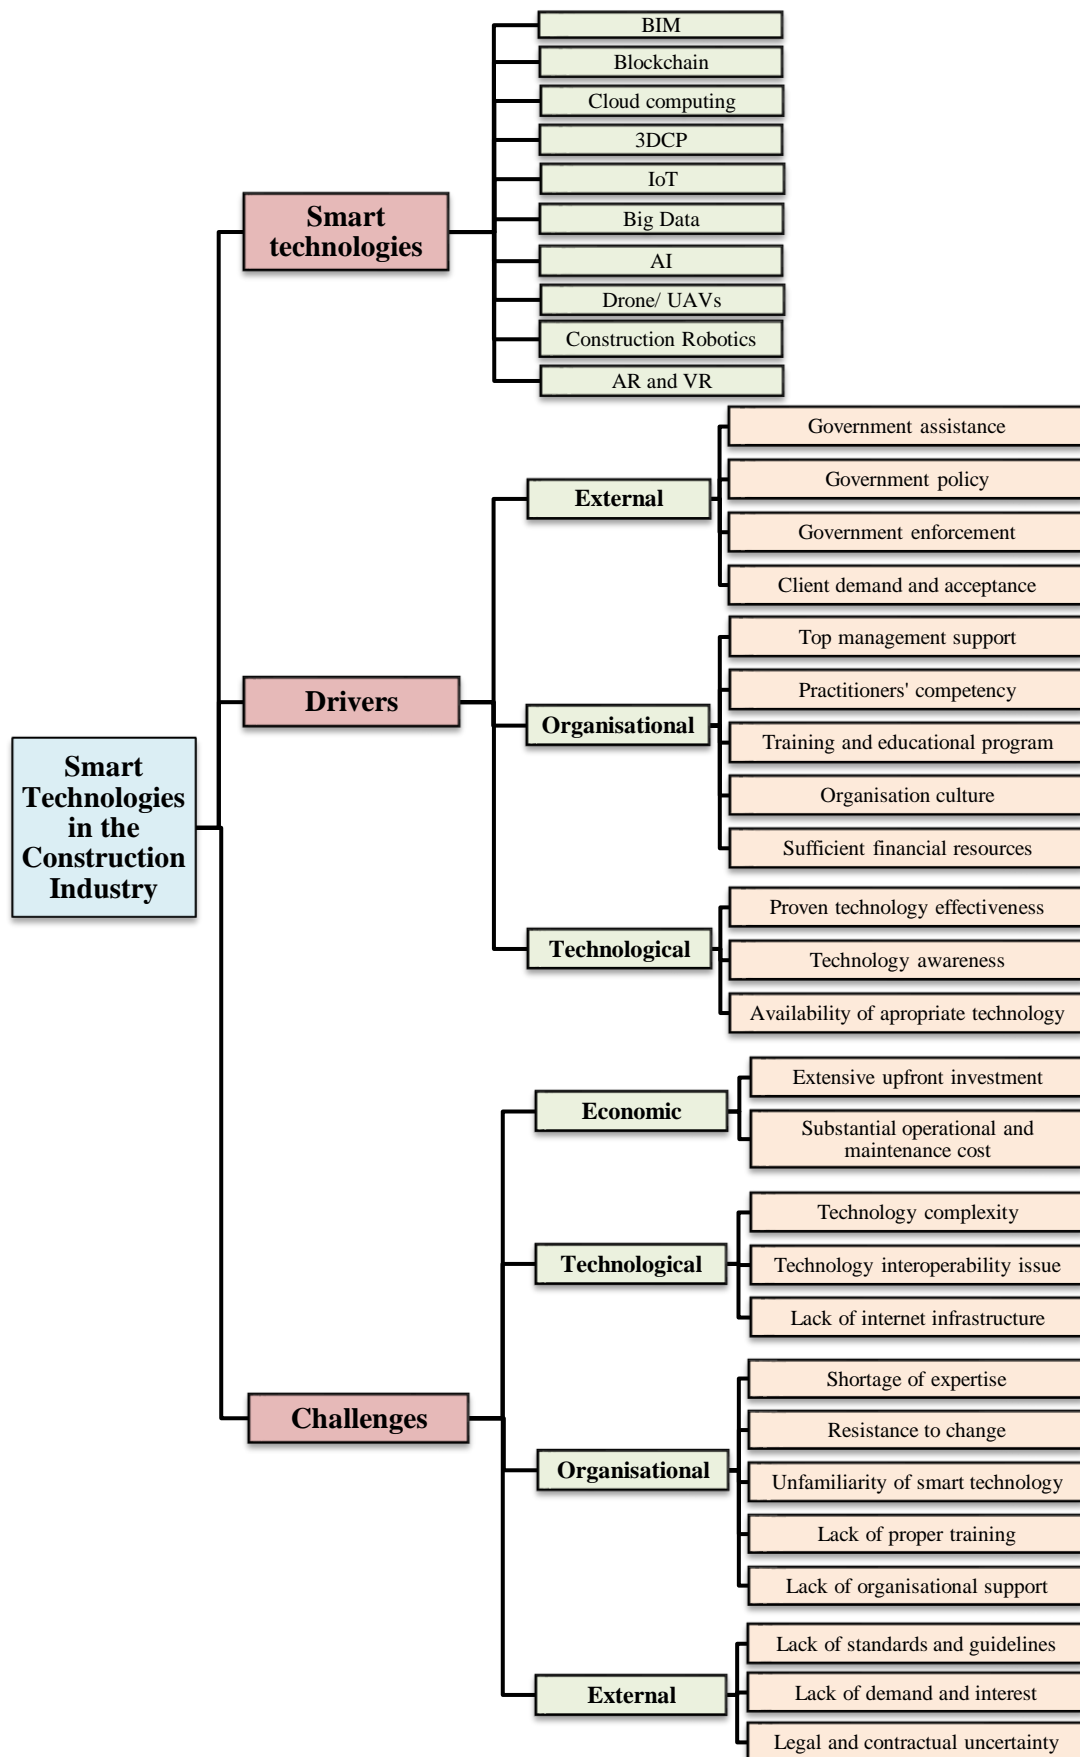 BIM
Blockchain
Cloud computing
3DCP
IoT
Big Data
AI
Drone/ UAVs
Construction Robotics
AR and VR
Smart
technologies
Government assistance
Government policy
Government enforcement
Client demand and acceptance
External
Top management support
Practitioners' competency
Training and educational program
Organisation culture
Sufficient financial resources
Organisational
Drivers
Proven technology effectiveness
Technology awareness
Availability of apropriate technology
Technological
Smart
Technologies
in the
Construction
Industry
Extensive upfront investment
Substantial operational and
maintenance cost
Economic
Technology complexity
Technology interoperability issue
Lack of internet infrastructure
Technological
Challenges
Shortage of expertise
Resistance to change
Unfamiliarity of smart technology
Lack of proper training
Lack of organisational support
Organisational
Lack of standards and guidelines
Lack of demand and interest
Legal and contractual uncertainty
External